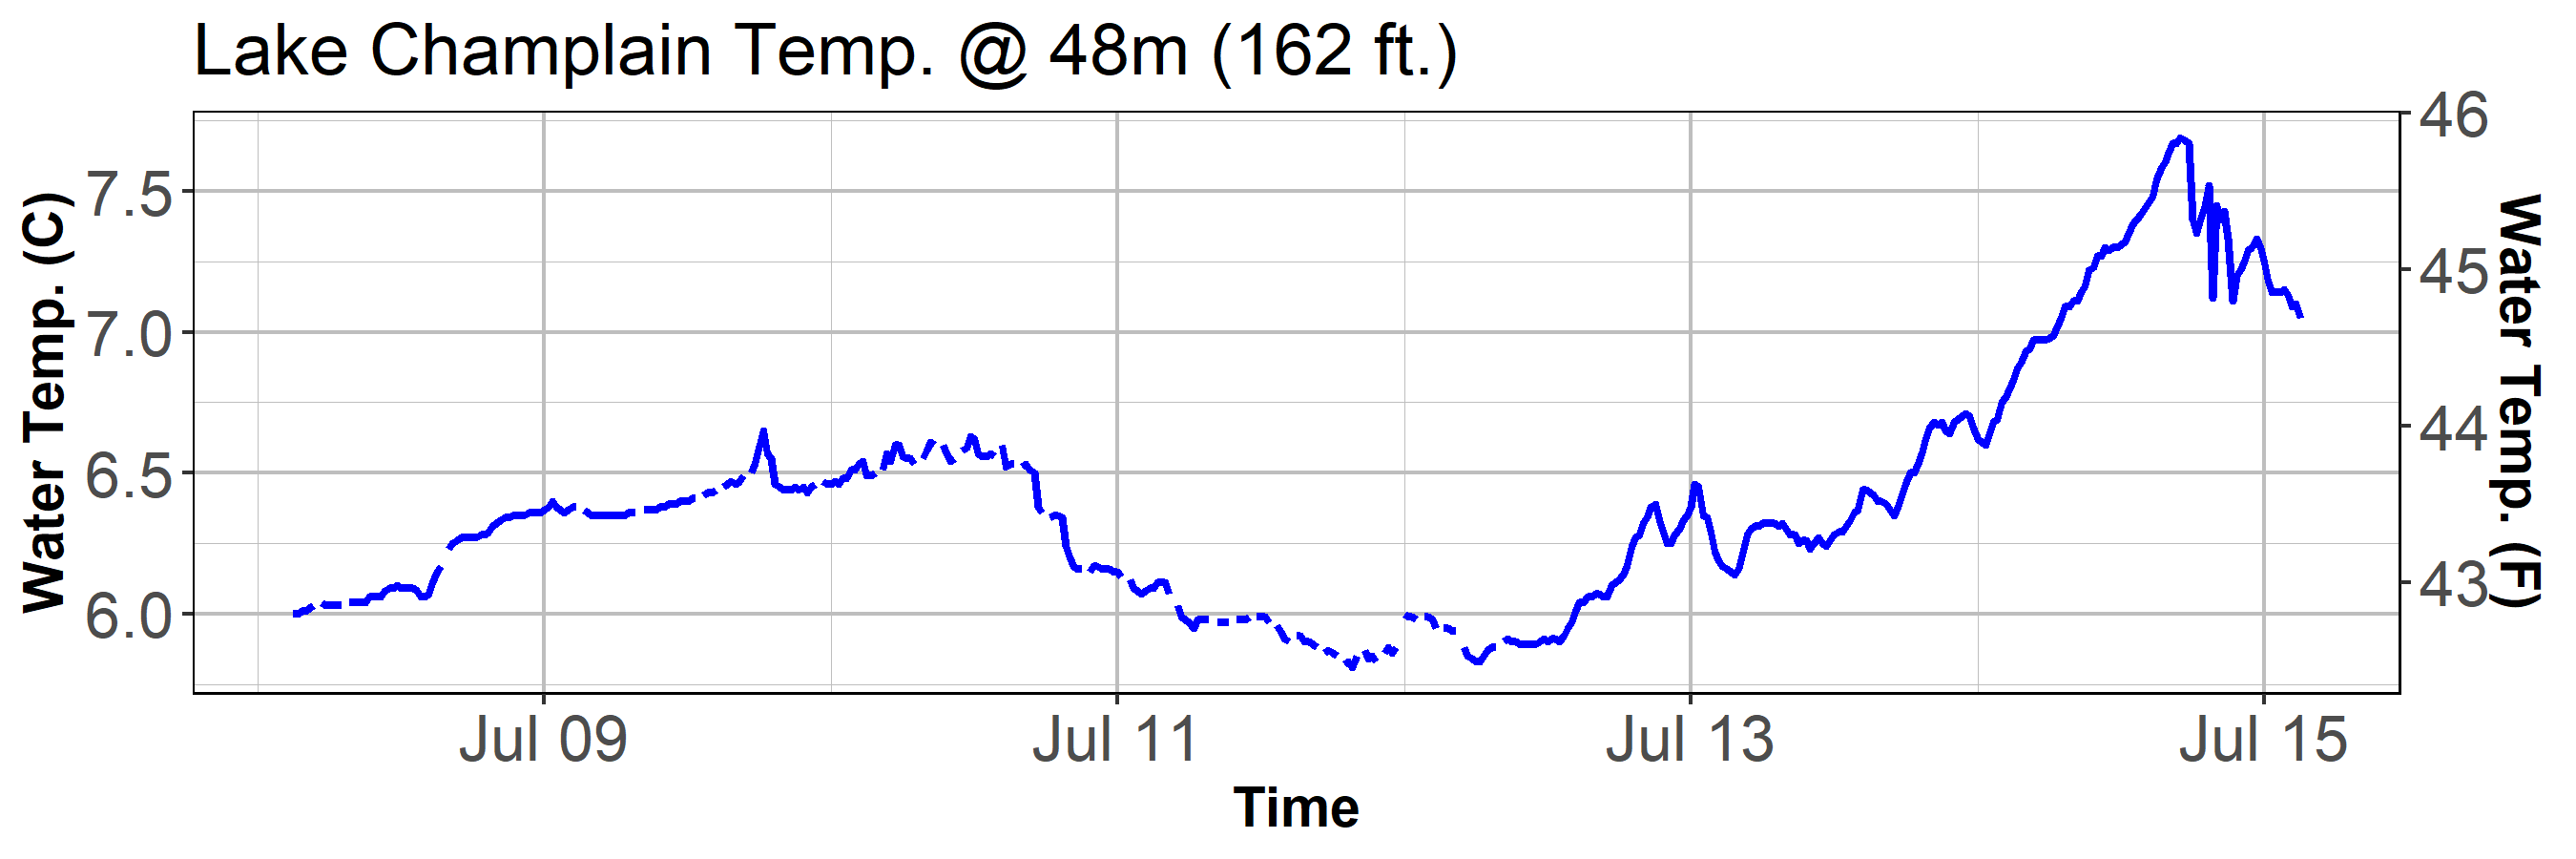 Lake Champlain Temp. @ 48m (162 ft.)
Water Temp. (C)
7.5
7.0
6.5
6.0
46
45
44
43
Water Temp. (F)
Jul 09
Jul 11
Jul 13
Jul 15
Time